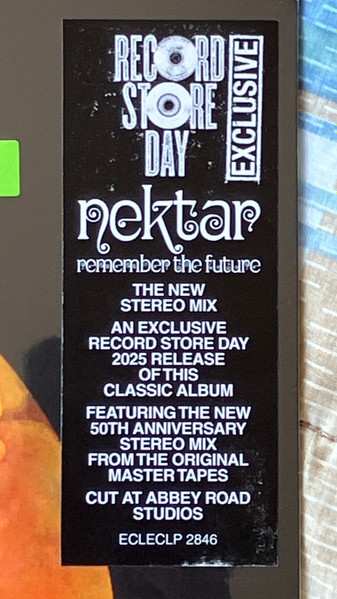 RECORD
STORE
DAY
EXCLUSIVE
nektar
remember the future
THE NEW
STEREO MIX
AN EXCLUSIVE
RECORD STORE DAY
2025 RELEASE
OF THIS
CLASSIC ALBUM
FEATURING THE NEW
50TH ANNIVERSARY
STEREO MIX
FROM THE ORIGINAL
MASTER TAPES
CUT AT ABBEY ROAD
STUDIOS
ECLECLP 2846